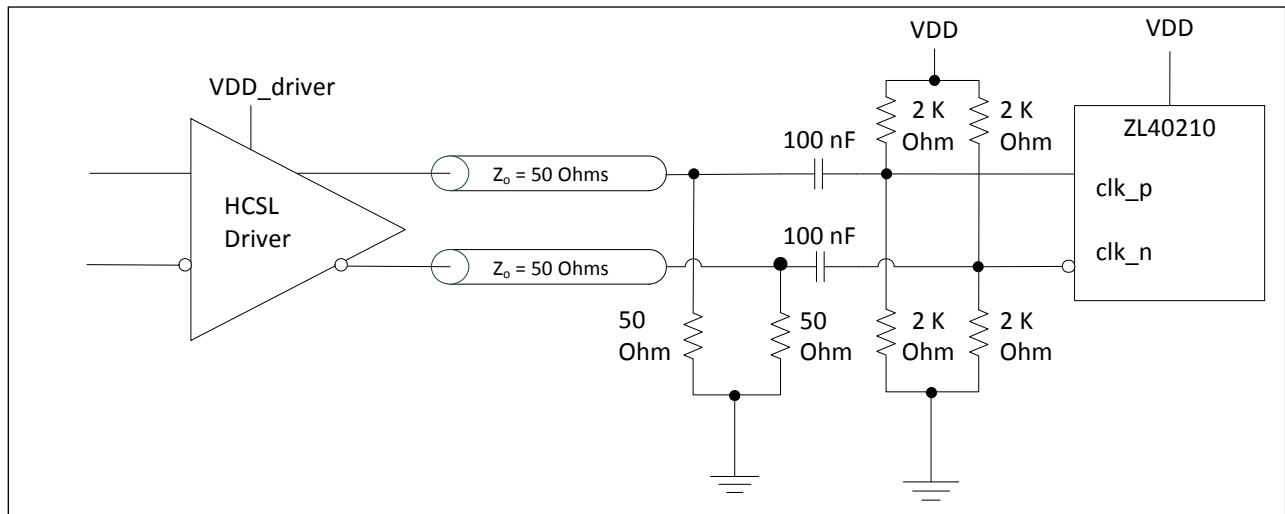 VDD
VDD
VDD_driver
2 K
Ohm
2 K
Ohm
ZL40210
100 nF
Zo = 50 Ohms
clk_p
HCSL
Driver
100 nF
clk_n
Zo = 50 Ohms
50
Ohm
50
Ohm
2 K
Ohm
2 K
Ohm